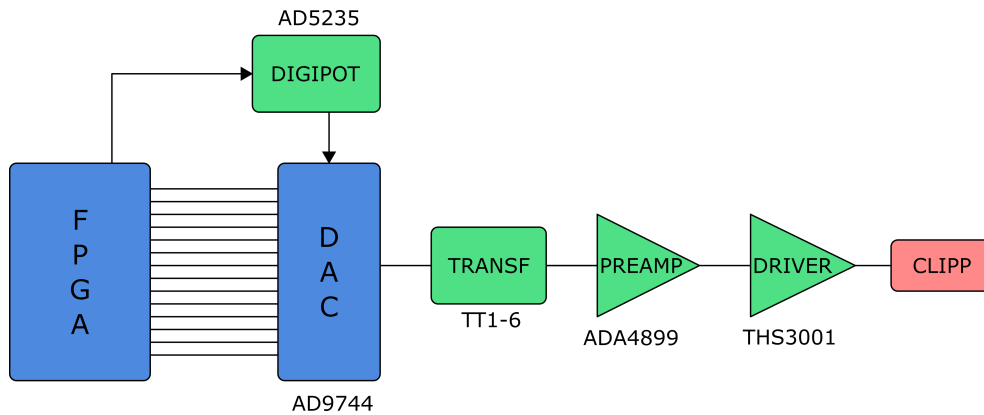 AD5235
DIGIPOT
F
P
G
A
D
A
C
AD9744
TRANSF
TT1-6
PREAMP
ADA4899
DRIVER
THS3001
CLIPP